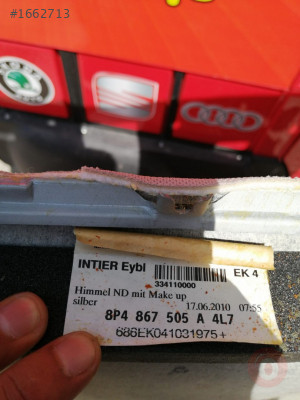 #1662713
INTIER Eybl
EK 4
334110000
Himmel ND mit Make up
silber
17.06.2010 07:55
8P4 867 505 A 4L7
686EK041031975+